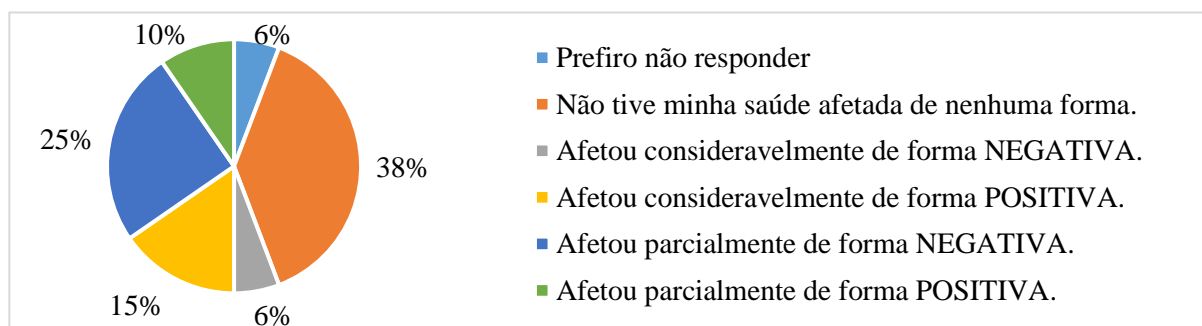 10%
6%
25%
38%
15%
6%
Prefiro não responder
Não tive minha saúde afetada de nenhuma forma.
Afetou consideravelmente de forma NEGATIVA.
Afetou consideravelmente de forma POSITIVA.
Afetou parcialmente de forma NEGATIVA.
Afetou parcialmente de forma POSITIVA.